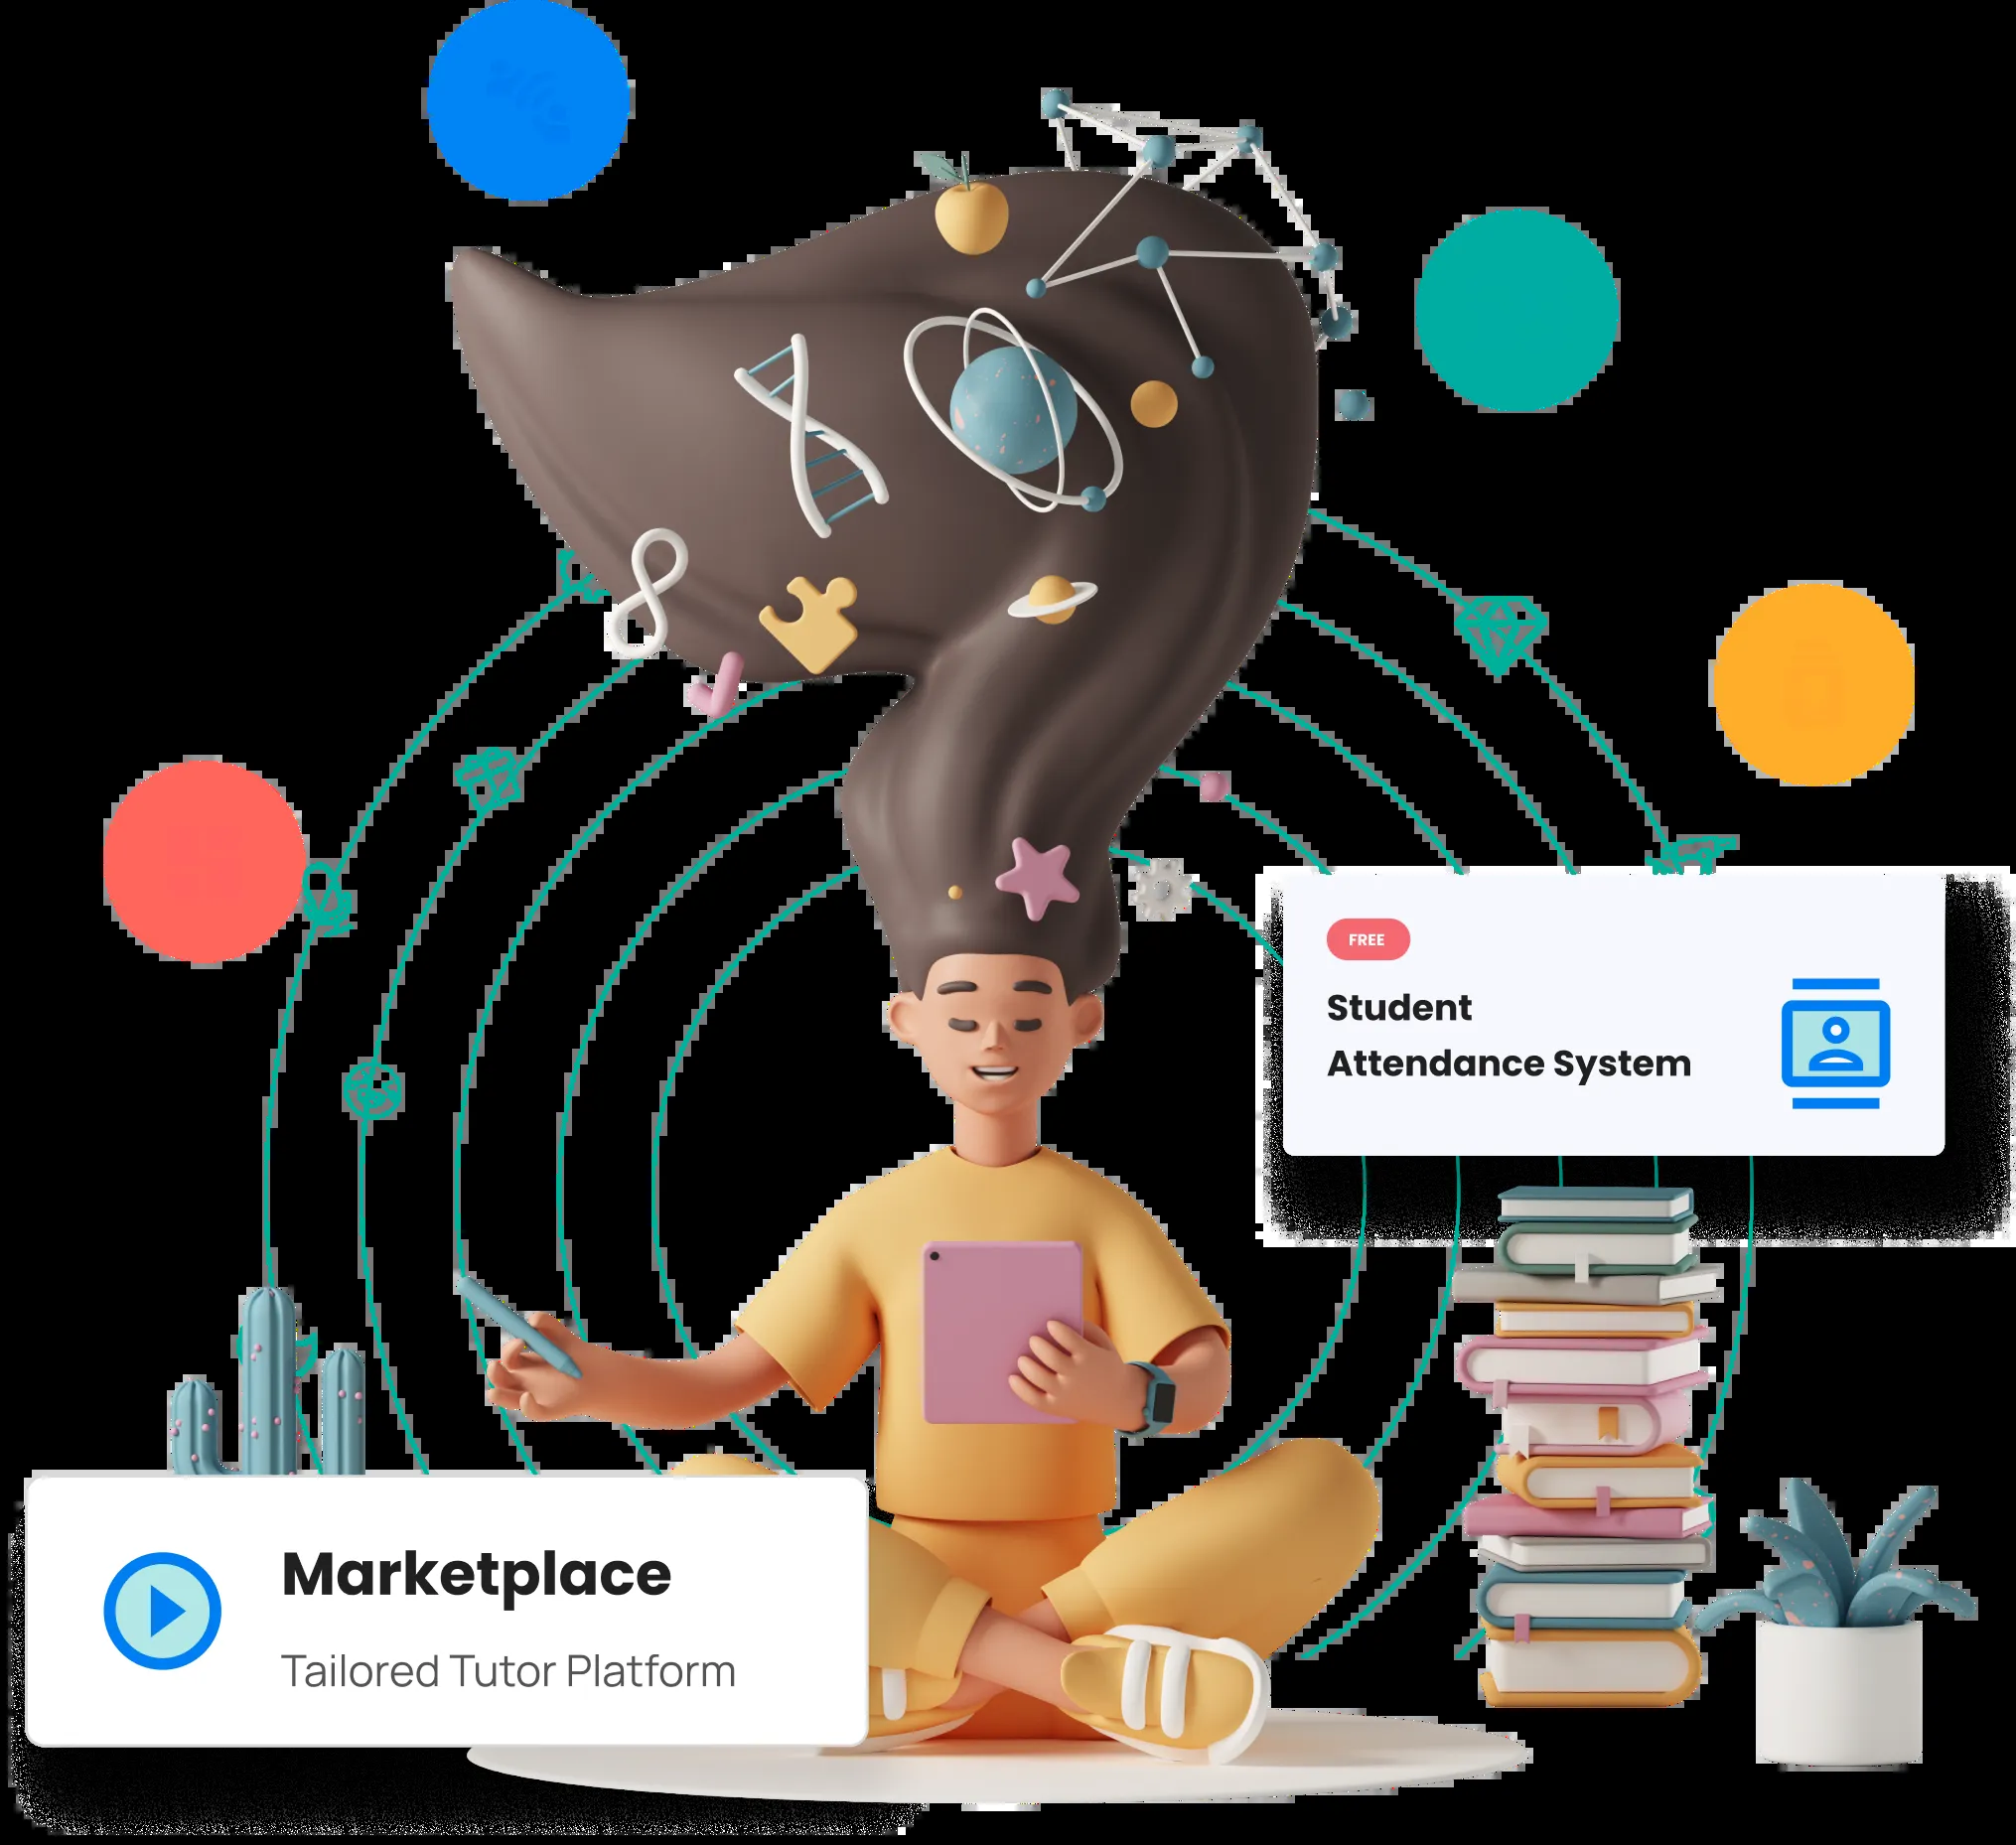 FREE
Student
Attendance System
Marketplace
Tailored Tutor Platform